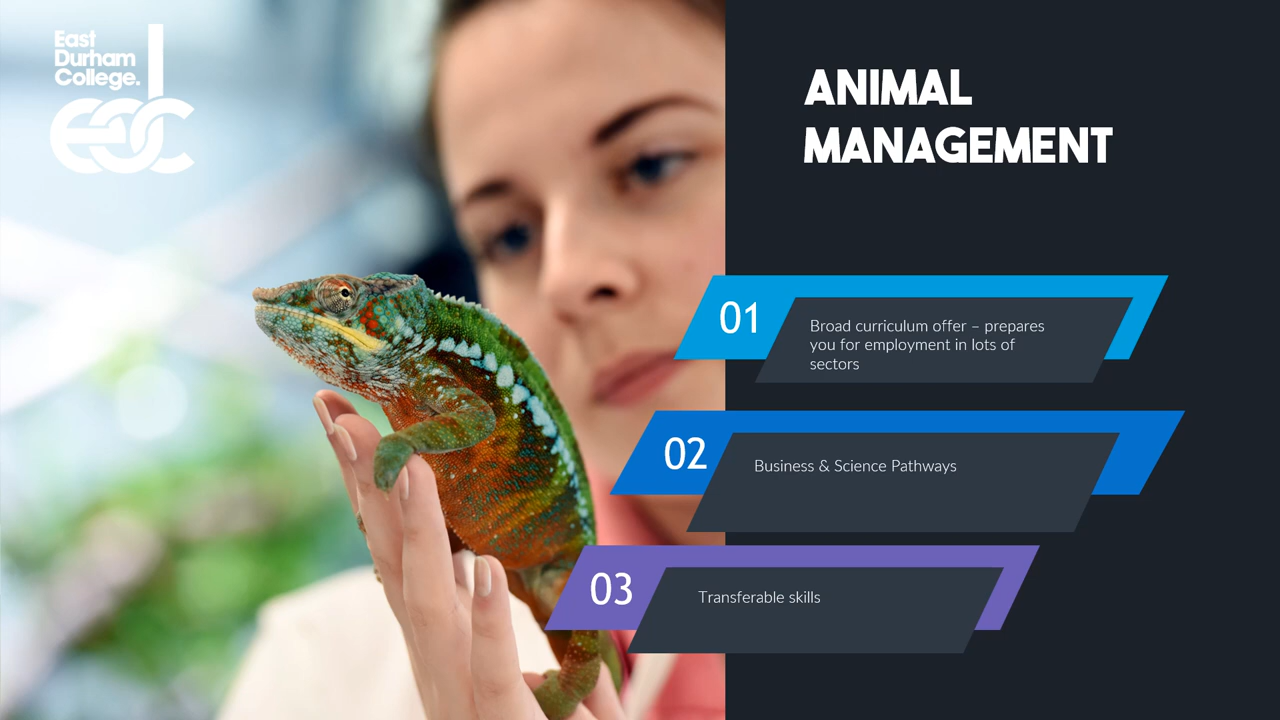 East
Durham
College.
edc
ANIMAL
MANAGEMENT
01
Broad curriculum offer – prepares
you for employment in lots of
sectors
02
Business & Science Pathways
03
Transferable skills